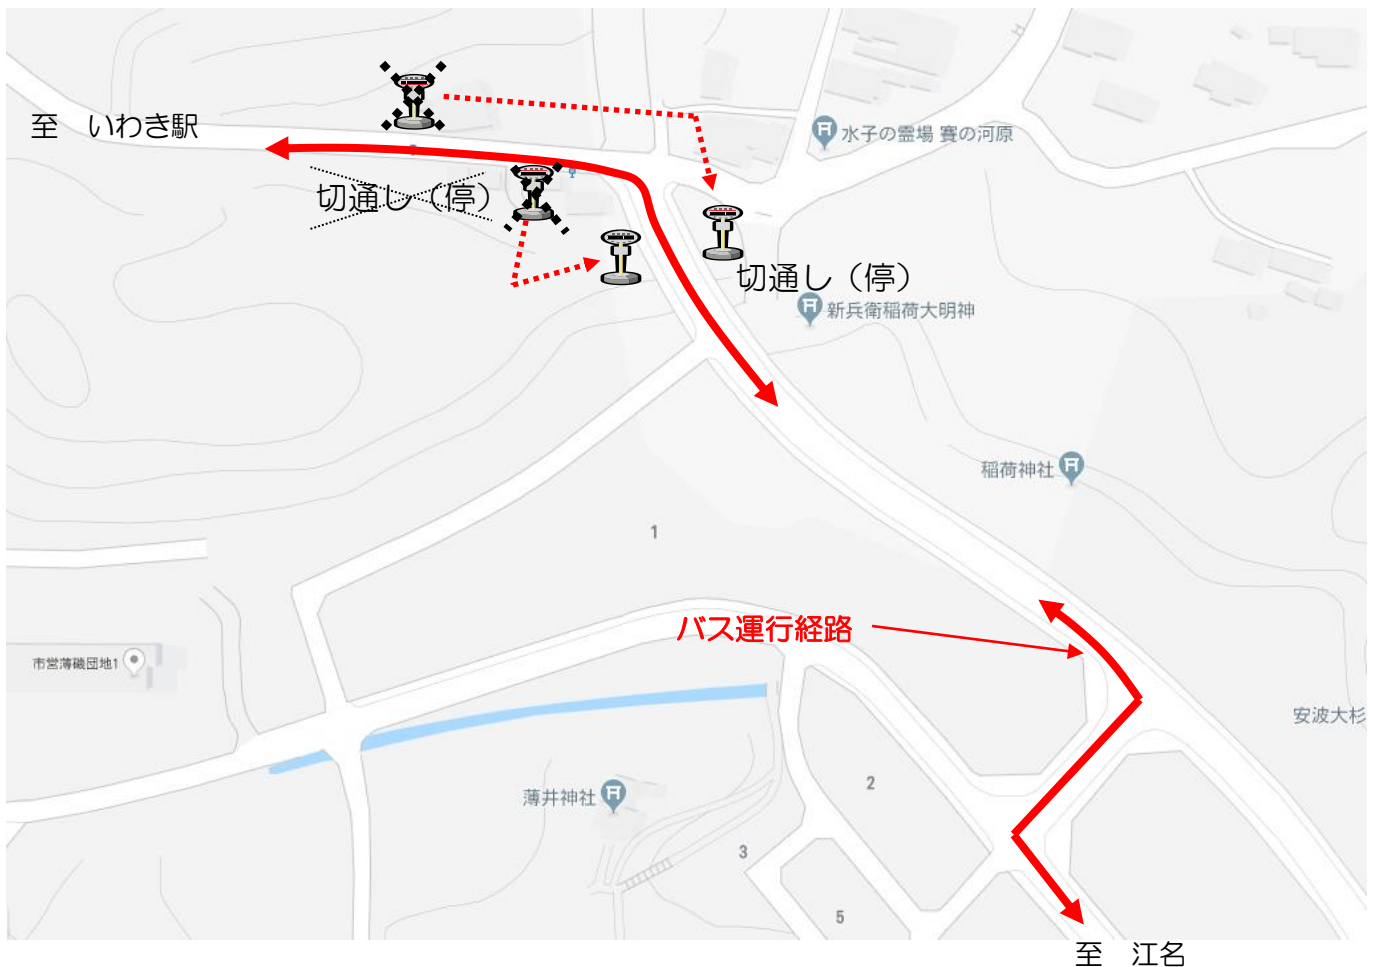 至　いわき駅
水子の霊場 賽の河原
切通し（停）
切通し（停）
新兵衛稲荷大明神
稲荷神社
1
バス運行経路
市営薄磯団地1
安波大杉
2
薄井神社
3
5
至　江名